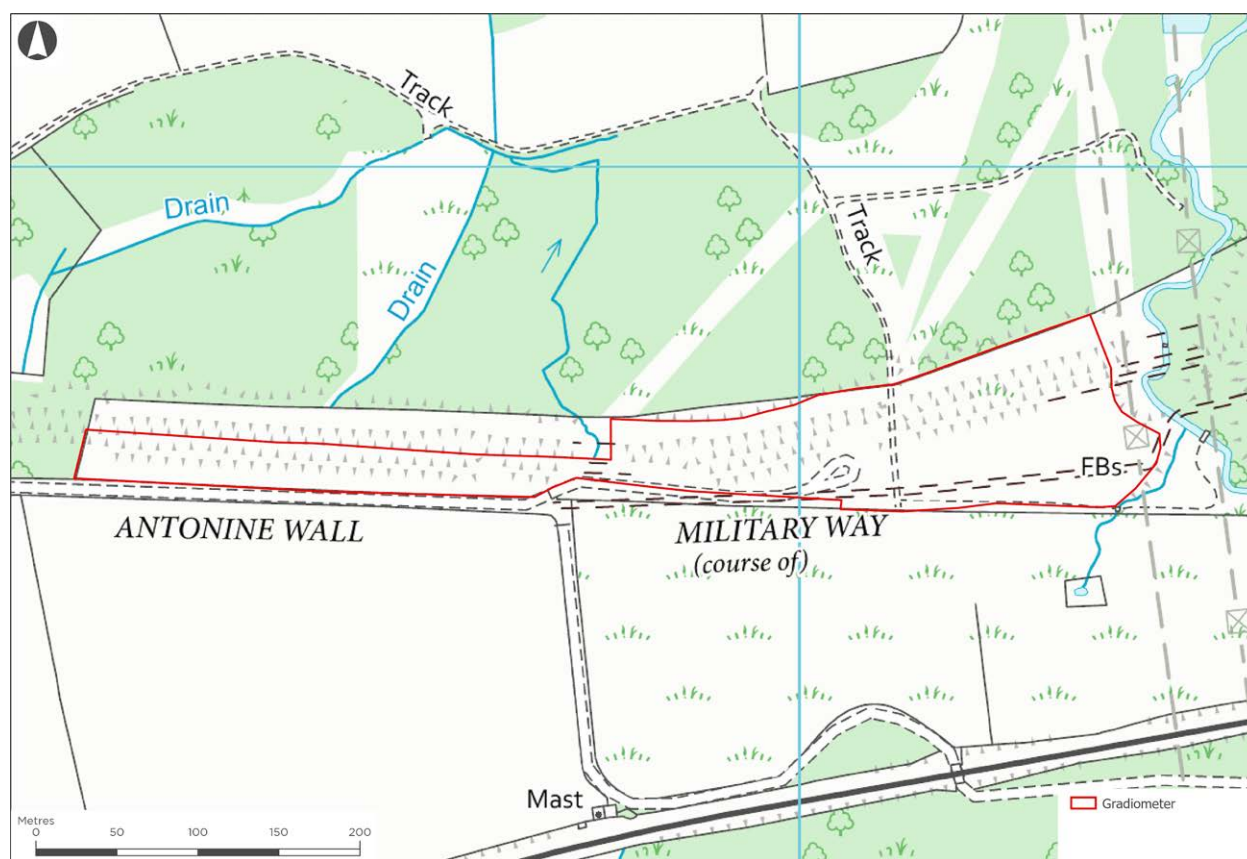 Track
Drain
Drain
Track
FBs
ANTONINE WALL
MILITARY WAY
(course of)
Mast
Metres
0 50 100 150 200
Gradiometer